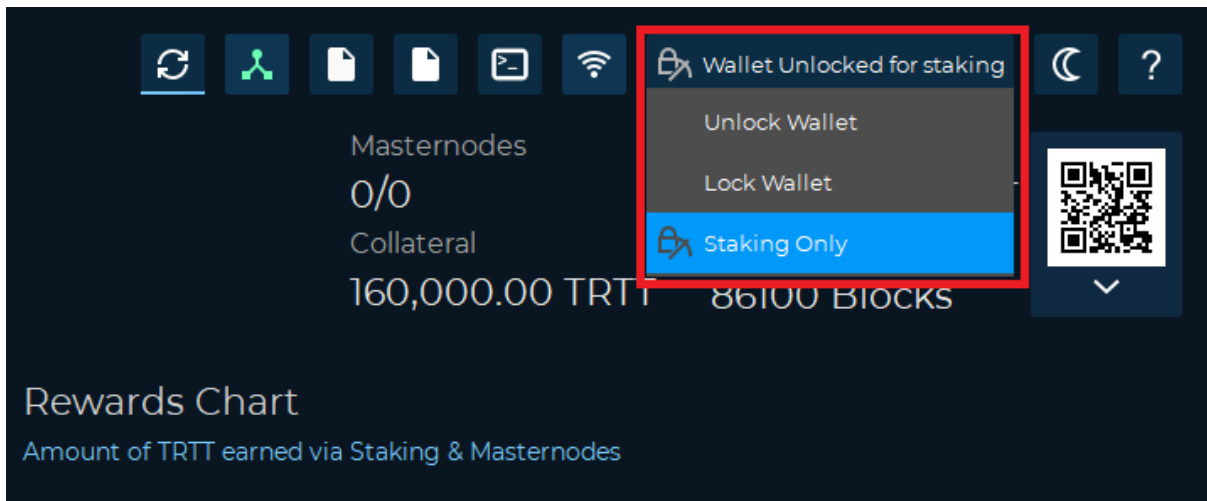 Wallet Unlocked for staking
?
Unlock Wallet
Lock Wallet
Staking Only
Masternodes
0/0
Collateral
160,000.00 TRTT
86100 Blocks
Rewards Chart
Amount of TRTT earned via Staking & Masternodes